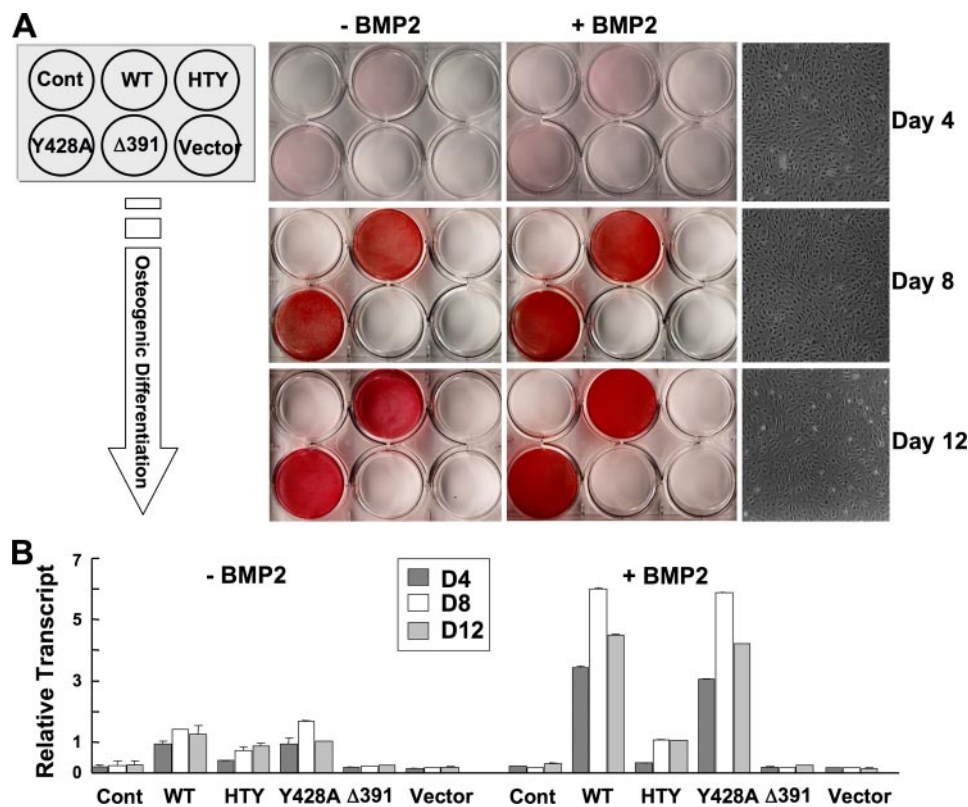 A
- BMP2
+ BMP2
Cont WT HTY
Y428A Δ391 Vector
Osteogenic Differentiation
Day 4
Day 8
Day 12
B
Relative Transcript
7
5
3
1
0
- BMP2
D4
D8
D12
+ BMP2
Cont WT HTY Y428A Δ391 Vector Cont WT HTY Y428A Δ391 Vector